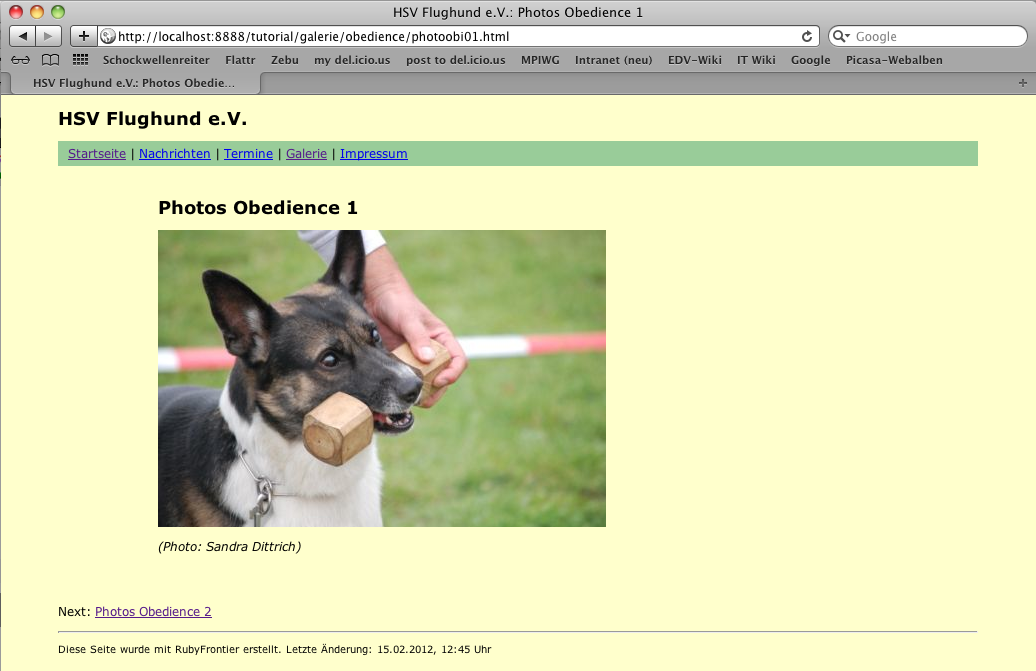 HSV Flughund e.V.: Photos Obedience 1
http://localhost:8888/tutorial/galerie/obedience/photoobi01.html
Google
Schockwellenreiter Flattr Zebu my del.icio.us post to del.icio.us MPIWG Intranet (neu) EDV-Wiki IT Wiki Google Picasa-Webalben
HSV Flughund e.V.: Photos Obedie...
HSV Flughund e.V.
Startseite | Nachrichten | Termine | Galerie | Impressum
Photos Obedience 1
(Photo: Sandra Dittrich)
Next: Photos Obedience 2
Diese Seite wurde mit RubyFrontier erstellt. Letzte Änderung: 15.02.2012, 12:45 Uhr